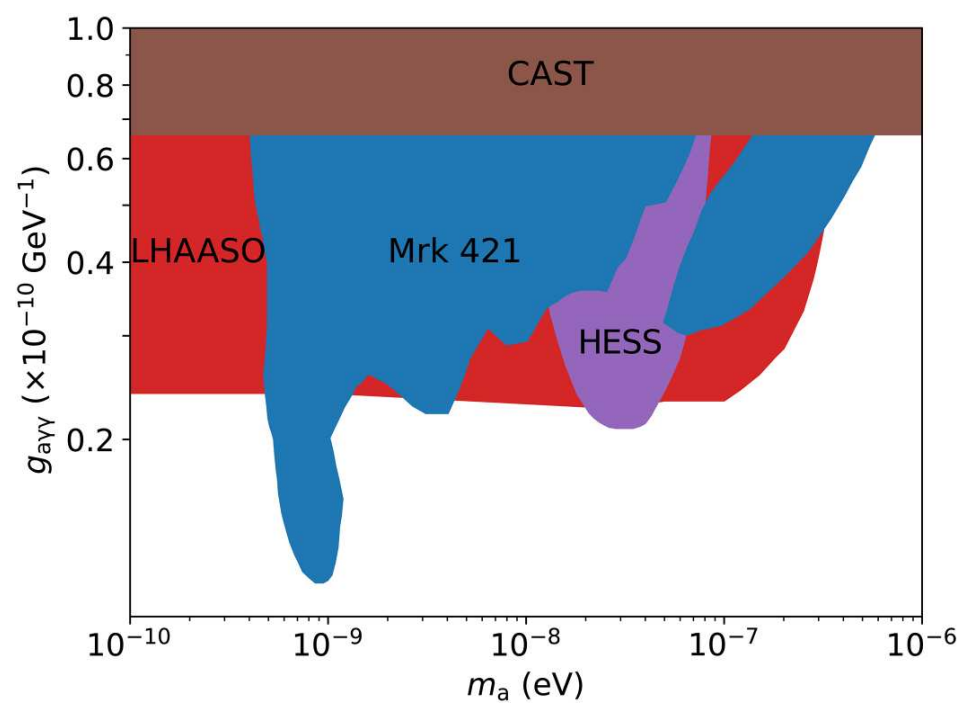 1.0
0.8
0.6
0.4
0.2
gaγγ (×10⁻¹⁰ GeV⁻¹)
CAST
LHAASO
Mrk 421
HESS
10⁻¹⁰
10⁻⁹
10⁻⁸
10⁻⁷
10⁻⁶
mₐ (eV)